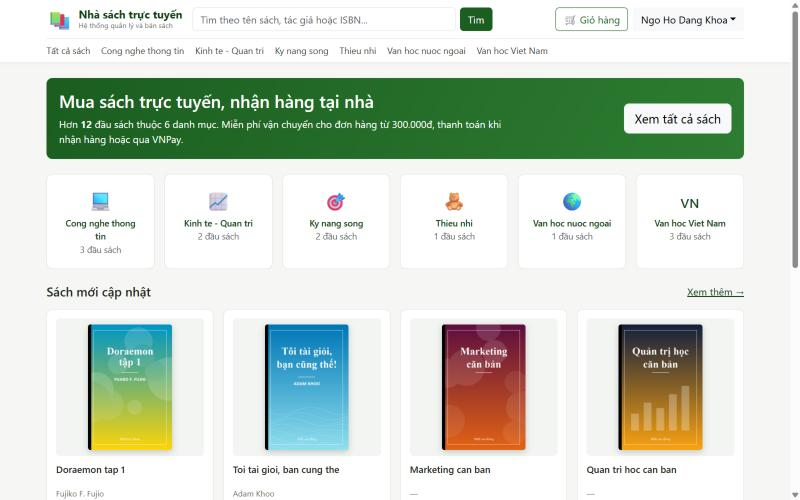 Nhà sách trực tuyến
Hệ thống quản lý và bán sách
Tìm theo tên sách, tác giả hoặc ISBN...
Tìm
Giỏ hàng
Ngo Ho Dang Khoa
Tất cả sách Cong nghe thong tin Kinh te - Quan tri Ky nang song Thieu nhi Van hoc nuoc ngoai Van hoc Viet Nam
Mua sách trực tuyến, nhận hàng tại nhà
Hơn 12 đầu sách thuộc 6 danh mục. Miễn phí vận chuyển cho đơn hàng từ 300.000đ, thanh toán khi
nhận hàng hoặc qua VNPay.
Xem tất cả sách
Cong nghe thong
tin
3 đầu sách
Kinh te - Quan tri
2 đầu sách
Ky nang song
2 đầu sách
Thieu nhi
1 đầu sách
Van hoc nuoc ngoai
1 đầu sách
VN
Van hoc Viet Nam
3 đầu sách
Sách mới cập nhật
Xem thêm →
Doraemon
tập 1
FUJIKO F. FUJIO
Tôi tài giỏi,
bạn cũng thế!
ADAM KHOO
Marketing
căn bản
Quản trị học
căn bản
Doraemon tap 1
Fujiko F. Fujio
Toi tai gioi, ban cung the
Adam Khoo
Marketing can ban
—
Quan tri hoc can ban
—